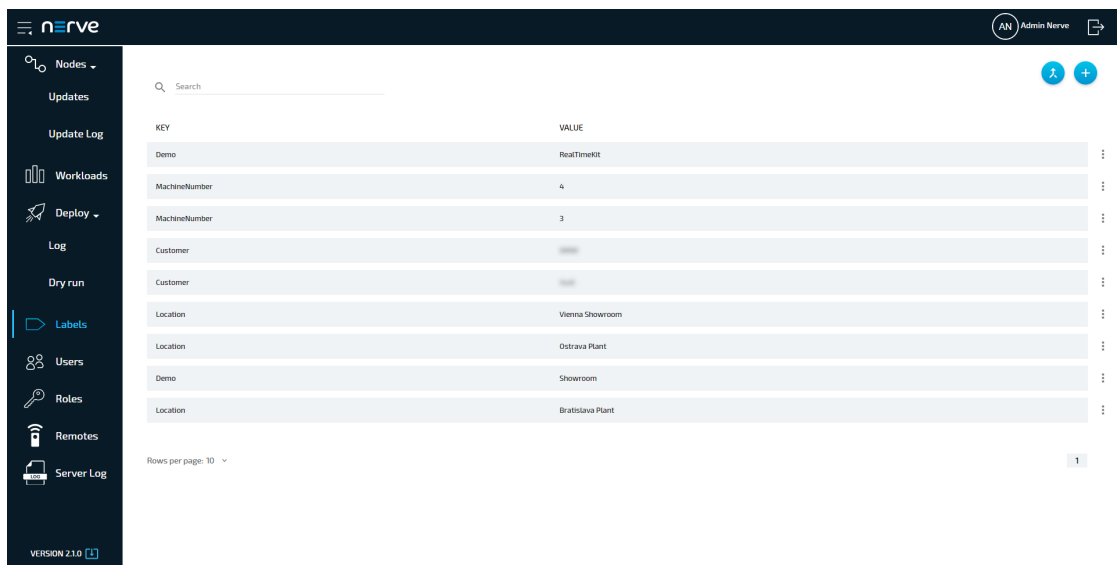 nerve
AN Admin Nerve
Nodes
Updates
Update Log
Workloads
Deploy
Log
Dry run
Labels
Users
Roles
Remotes
LOG Server Log
VERSION 2.1.0
Search
KEY VALUE
Demo RealTimeKit
MachineNumber 4
MachineNumber 3
Customer
Customer
Location Vienna Showroom
Location Ostrava Plant
Demo Showroom
Location Bratislava Plant
Rows per page: 10 1